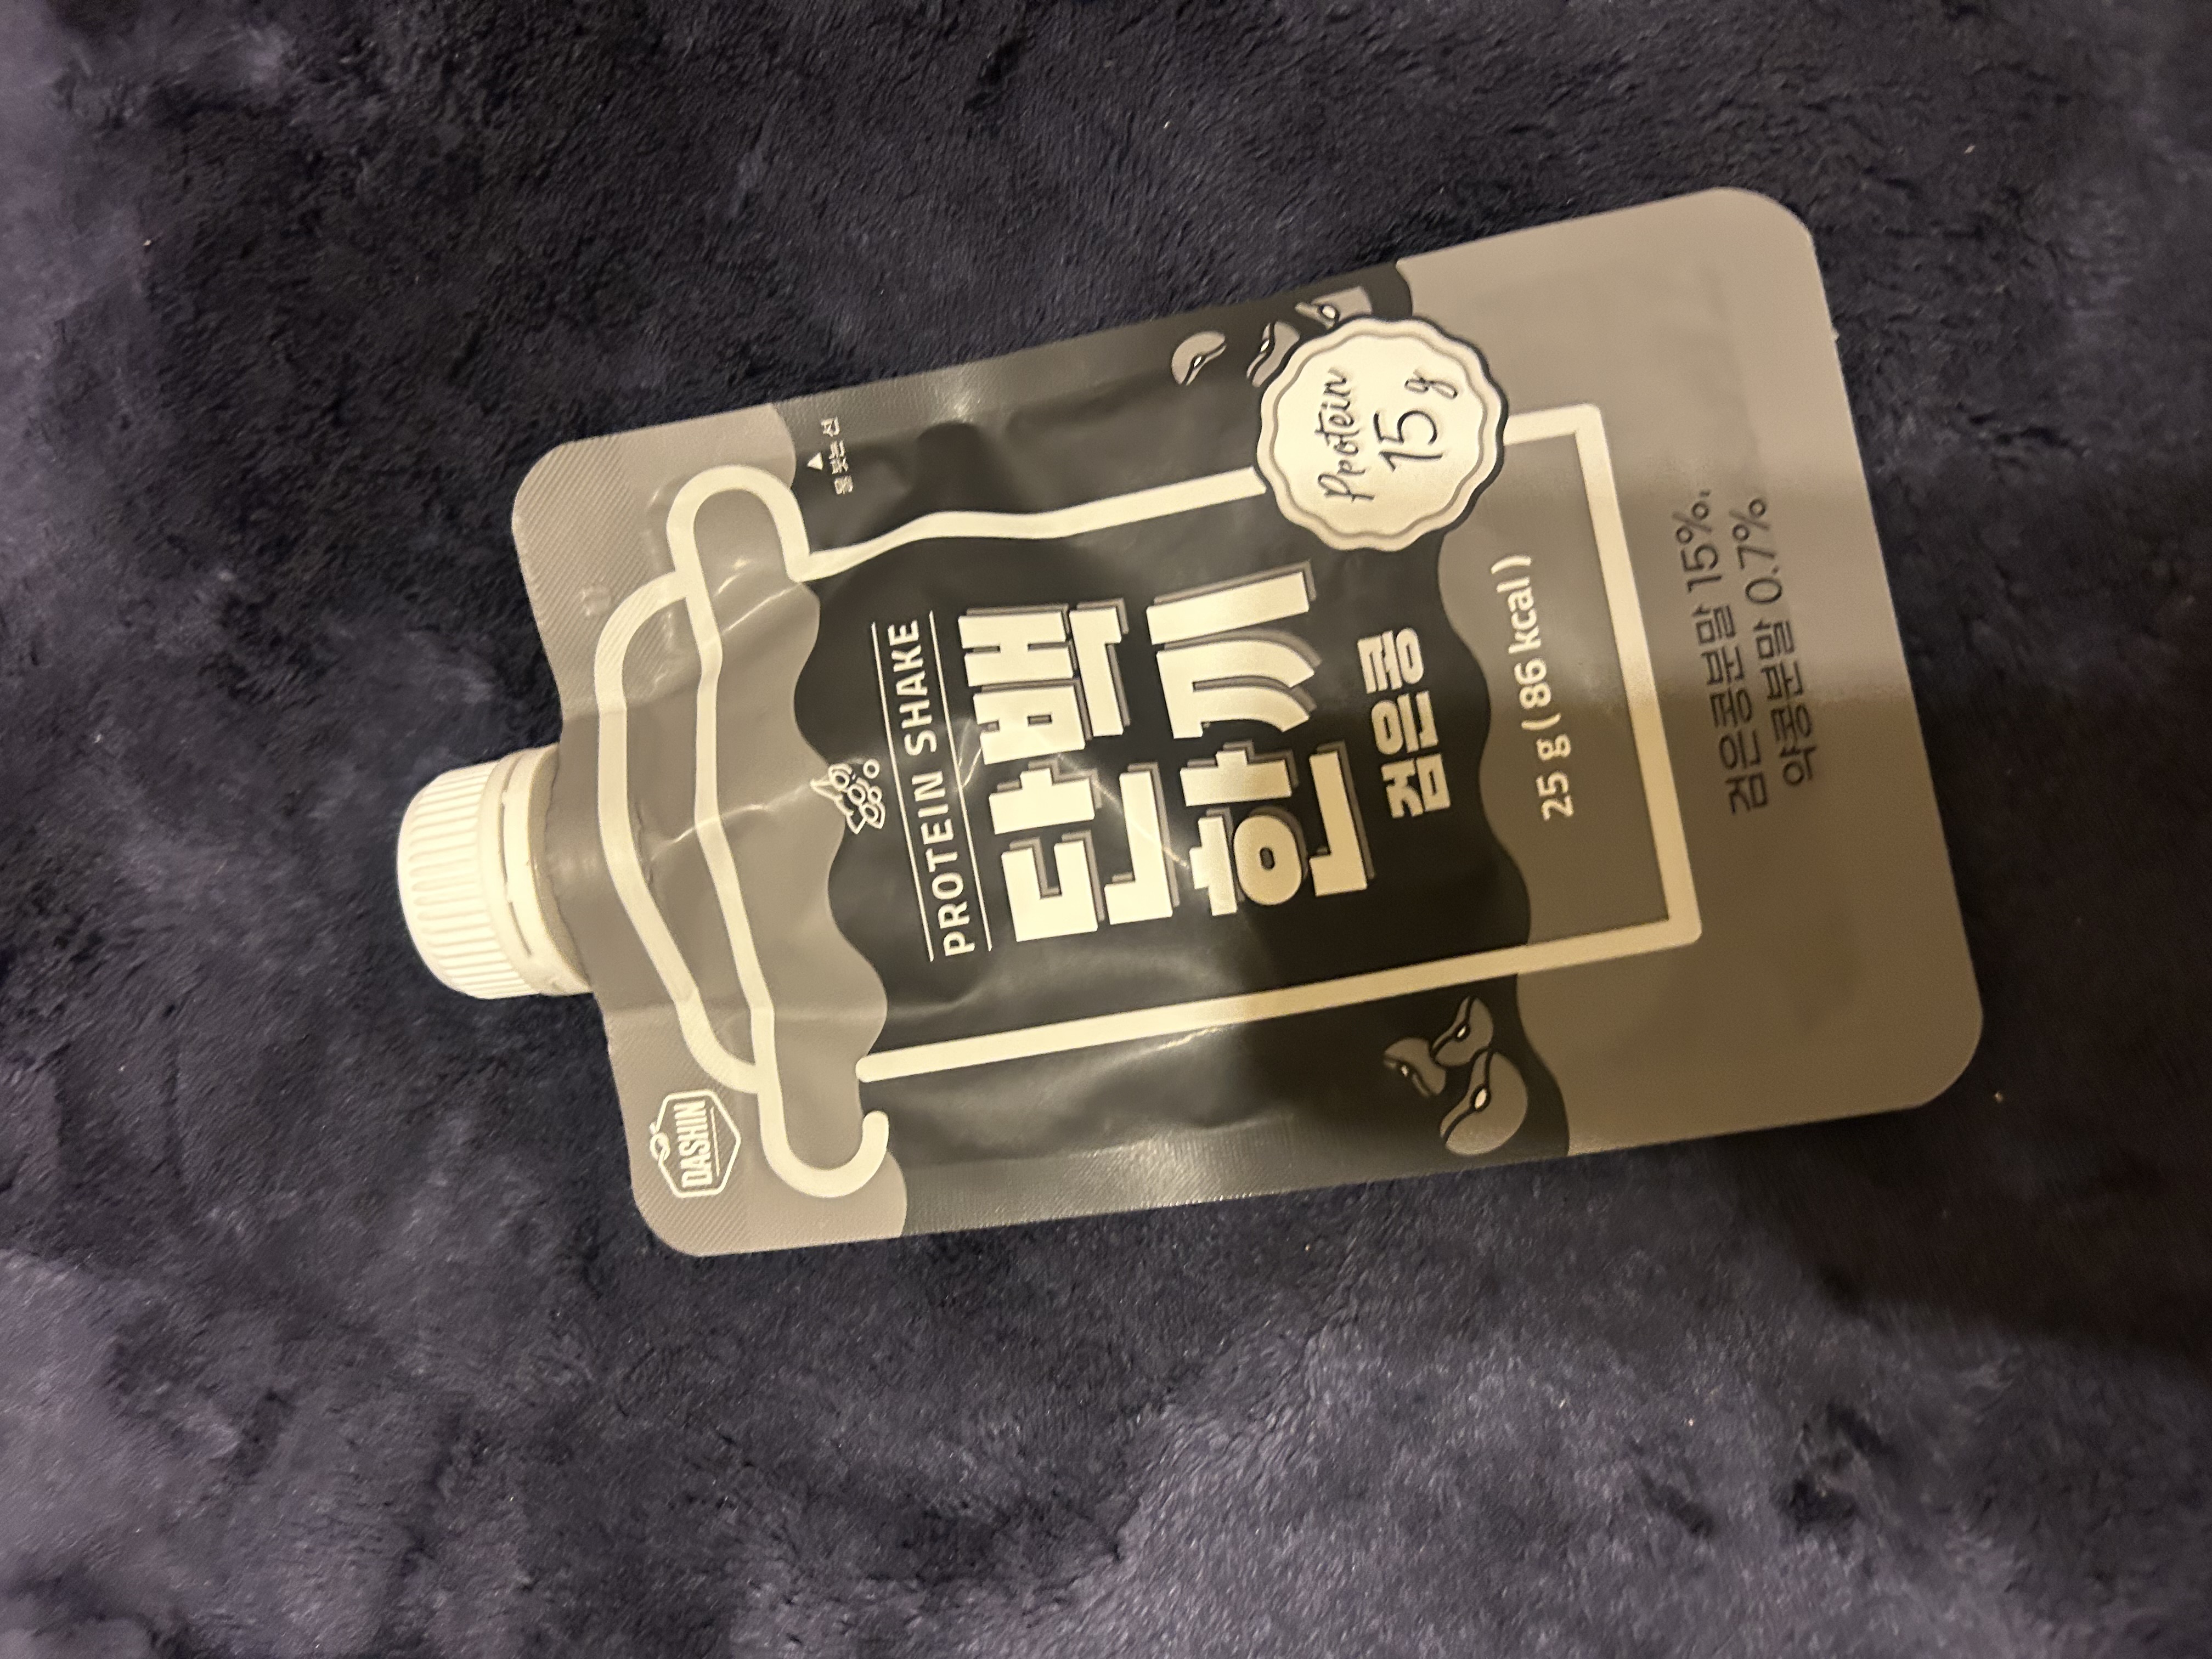 DASHIN
물 붓는 선
PROTEIN SHAKE
단백
한끼
검은콩
Protein
15 g
25 g ( 86 kcal )
검은콩분말 15%,
약콩분말 0.7%